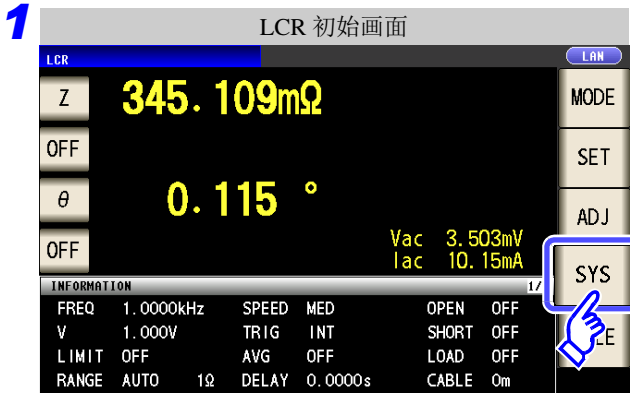 1
LCR 初始画面
LCR
LAN
Z
345.109mΩ
MODE
OFF
SET
θ
0.115 °
ADJ
OFF
Vac 3.503mV
Iac 10.15mA
SYS
INFORMATION
1/
FREQ 1.0000kHz SPEED MED OPEN OFF
V 1.000V TRIG INT SHORT OFF
LIMIT OFF AVG OFF LOAD OFF
RANGE AUTO 1Ω DELAY 0.0000s CABLE 0m